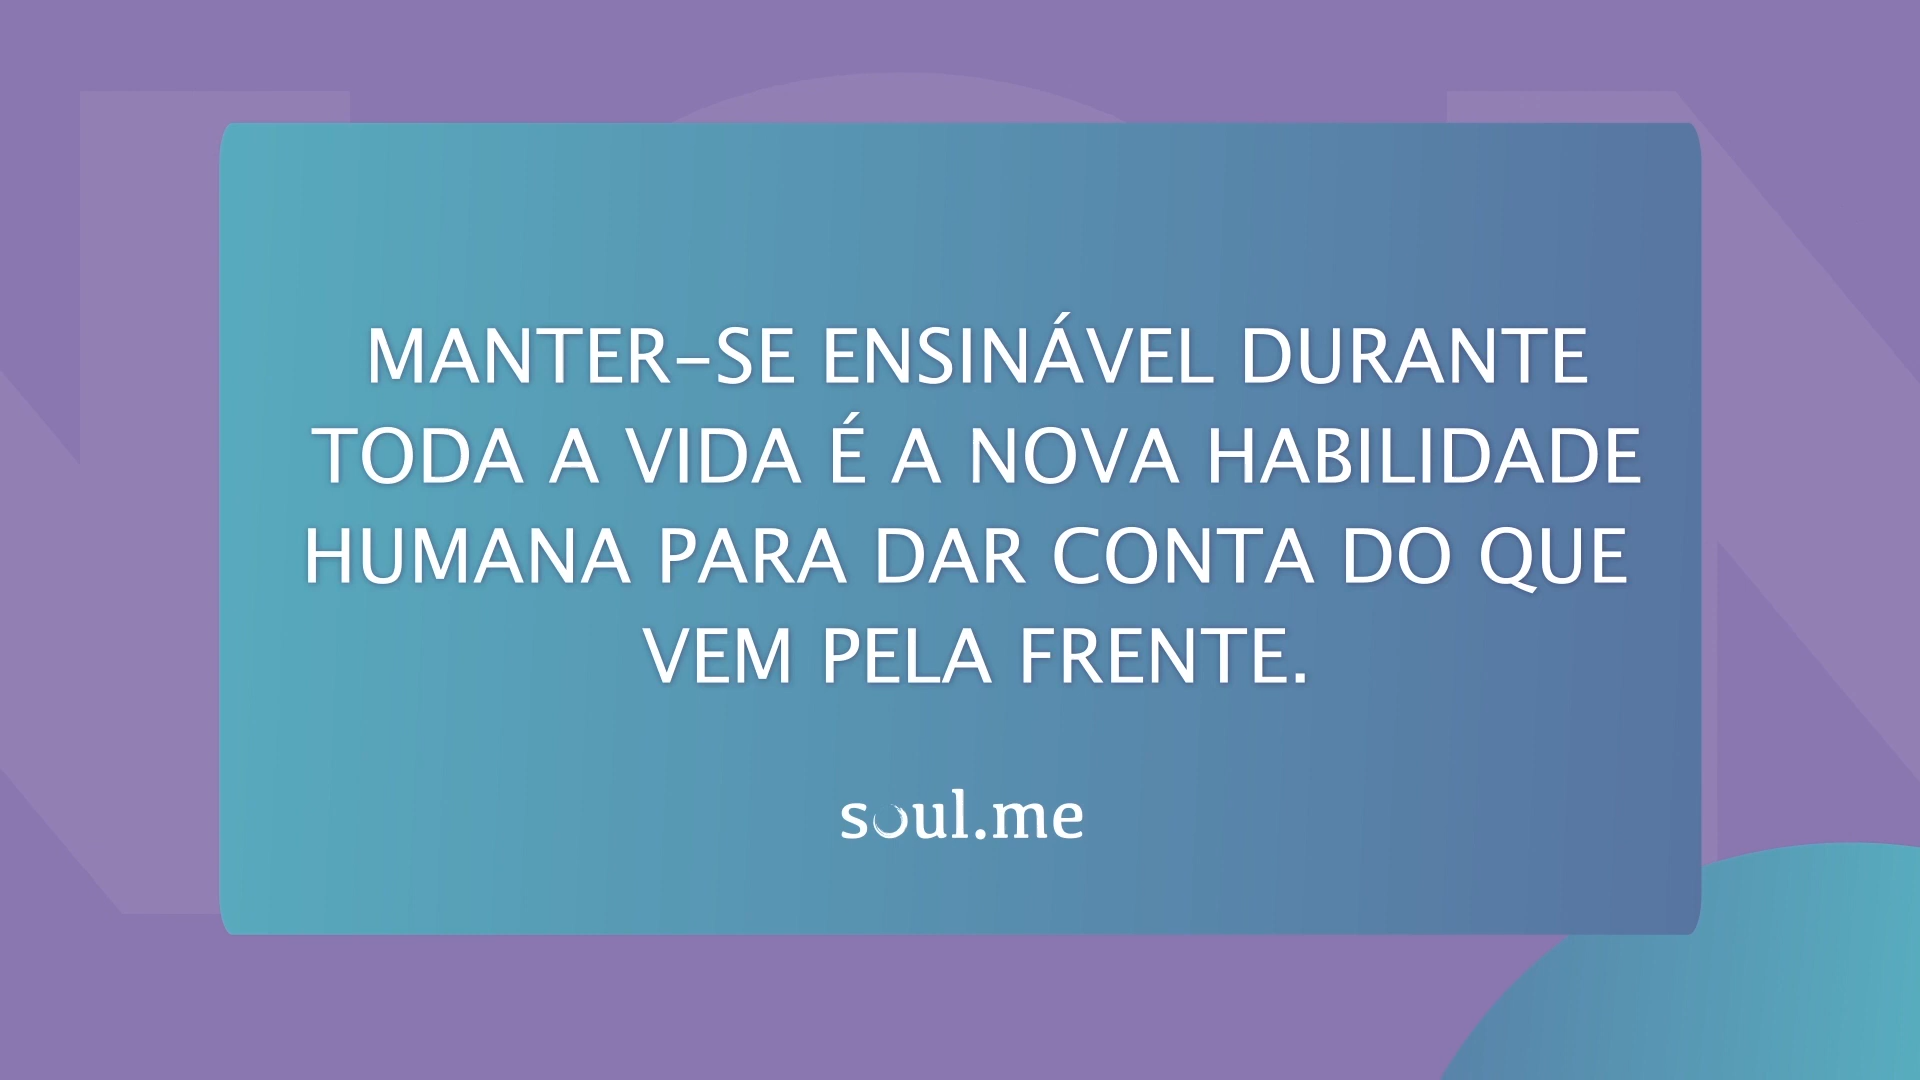 MANTER-SE ENSINÁVEL DURANTE
TODA A VIDA É A NOVA HABILIDADE
HUMANA PARA DAR CONTA DO QUE
VEM PELA FRENTE.
soul.me